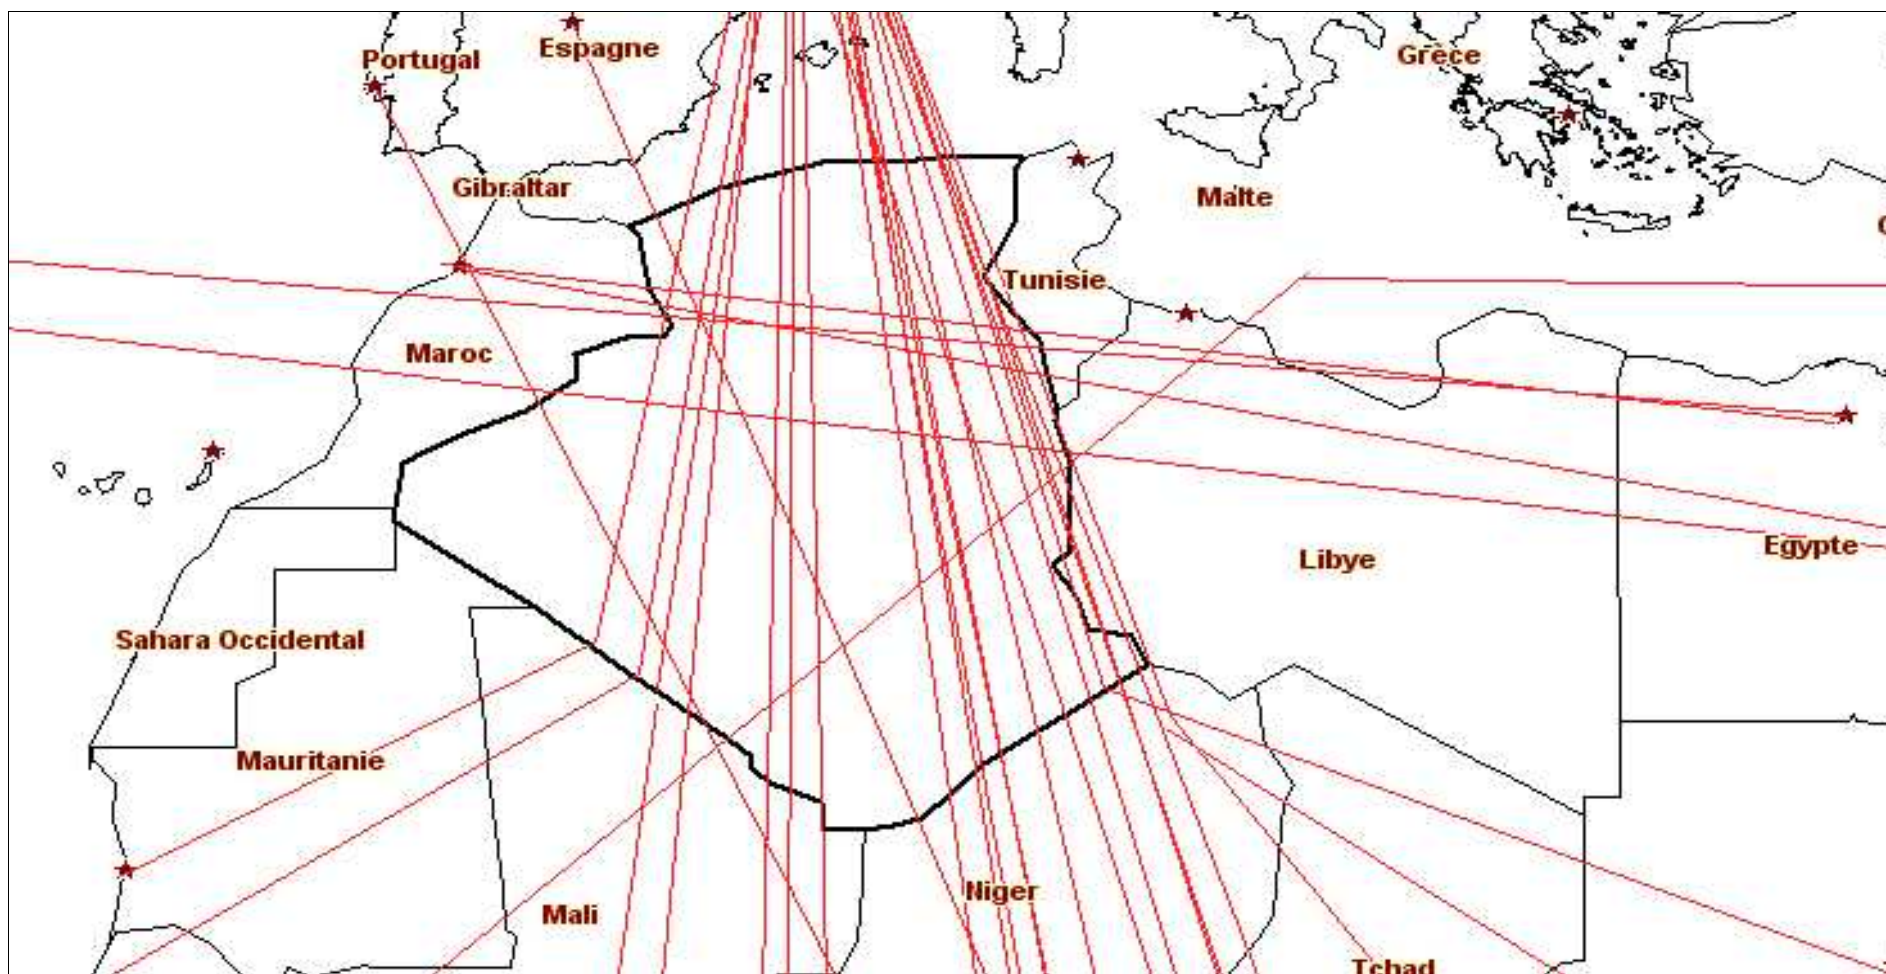 Espagne
Portugal
Grèce
Gibraltar
Malte
Tunisie
Maroc
Egypte
Libye
Sahara Occidental
Mauritanie
Niger
Mali
Tchad